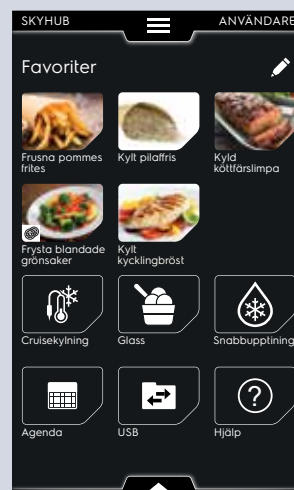 SKYHUB ANVÄNDARE
Favoriter
Frusna pommes frites
Kylt pilaffris
Kyld köttfärslimpa
Frysta blandade grönsaker
Kylt kycklingbröst
Cruisekylning
Glass
Snabbupptining
Agenda
USB
Hjälp